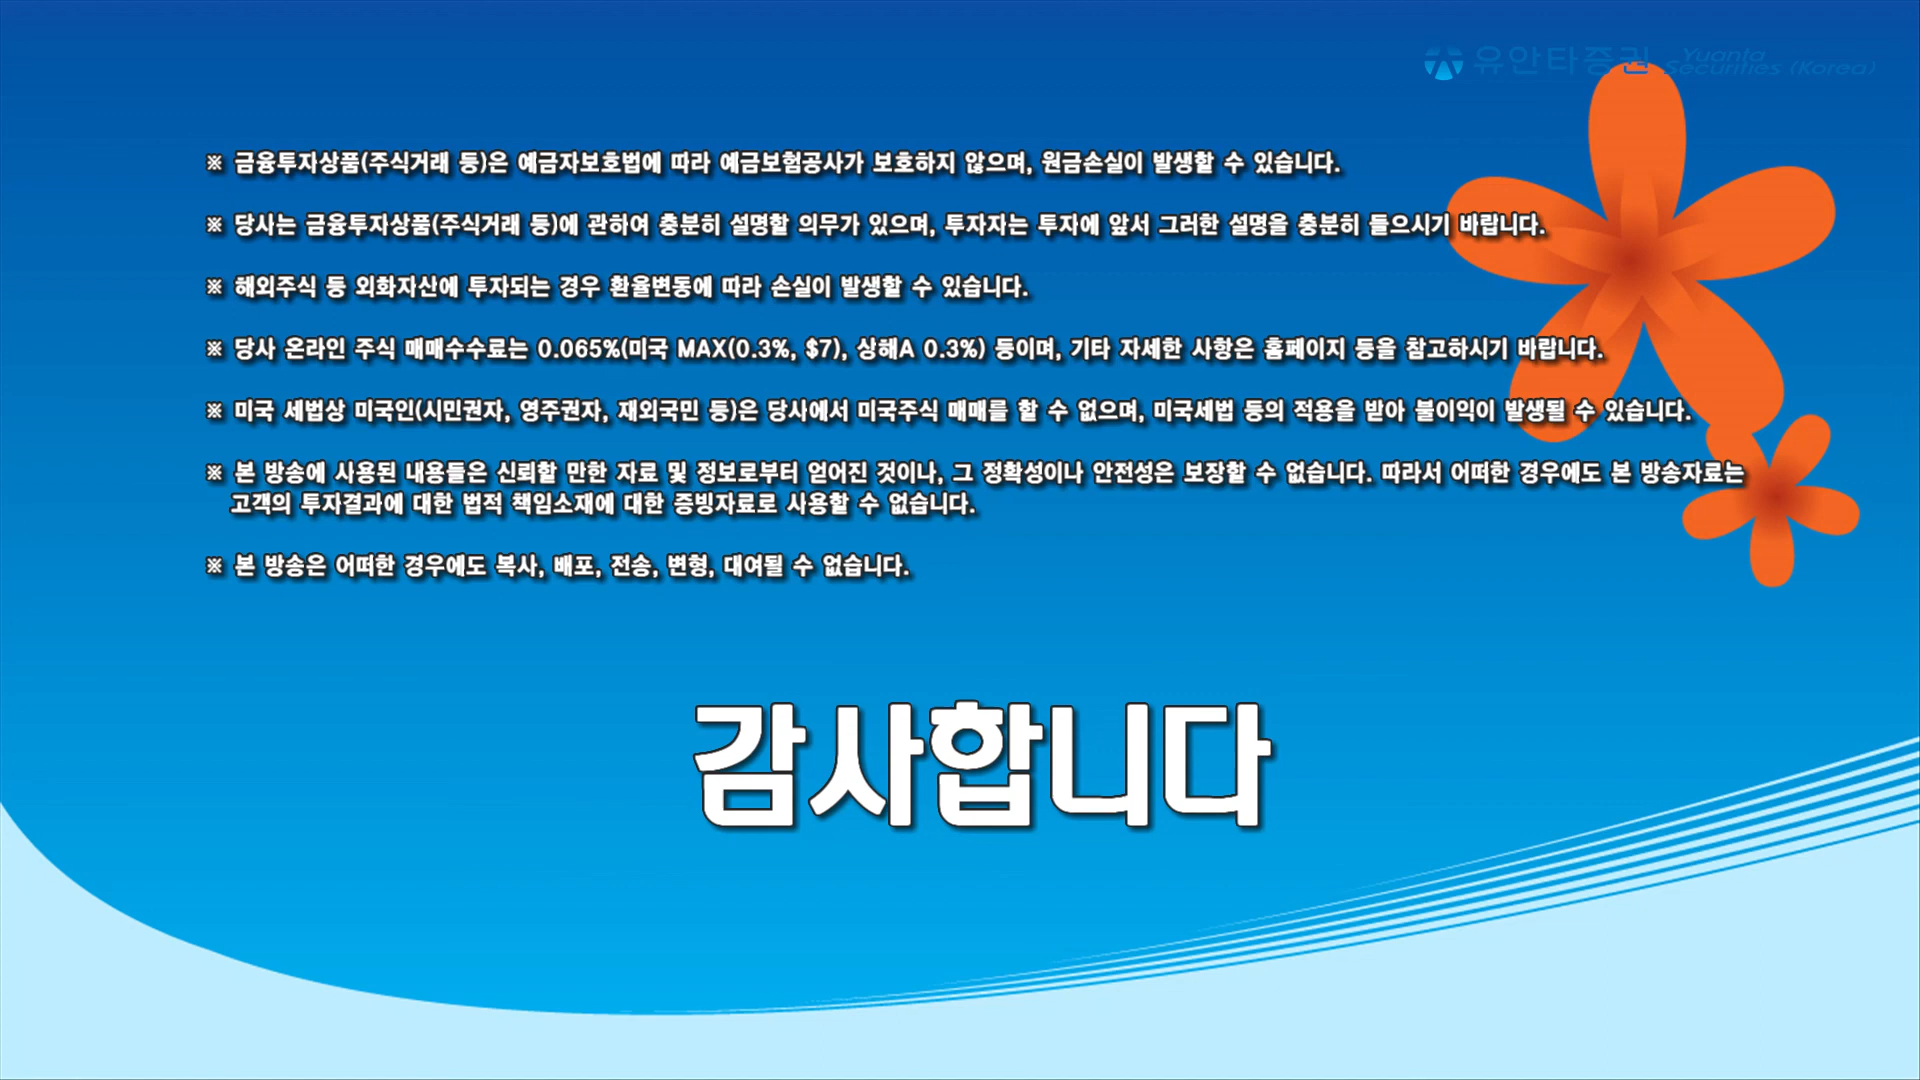 유안타증권 Yuanta Securities (Korea)
※ 금융투자상품(주식거래 등)은 예금자보호법에 따라 예금보험공사가 보호하지 않으며, 원금손실이 발생할 수 있습니다.
※ 당사는 금융투자상품(주식거래 등)에 관하여 충분히 설명할 의무가 있으며, 투자자는 투자에 앞서 그러한 설명을 충분히 들으시기 바랍니다.
※ 해외주식 등 외화자산에 투자되는 경우 환율변동에 따라 손실이 발생할 수 있습니다.
※ 당사 온라인 주식 매매수수료는 0.065%(미국 MAX(0.3%, $7), 상해A 0.3%) 등이며, 기타 자세한 사항은 홈페이지 등을 참고하시기 바랍니다.
※ 미국 세법상 미국인(시민권자, 영주권자, 재외국민 등)은 당사에서 미국주식 매매를 할 수 없으며, 미국세법 등의 적용을 받아 불이익이 발생될 수 있습니다.
※ 본 방송에 사용된 내용들은 신뢰할 만한 자료 및 정보로부터 얻어진 것이나, 그 정확성이나 안전성은 보장할 수 없습니다. 따라서 어떠한 경우에도 본 방송자료는
고객의 투자결과에 대한 법적 책임소재에 대한 증빙자료로 사용할 수 없습니다.
※ 본 방송은 어떠한 경우에도 복사, 배포, 전송, 변형, 대여될 수 없습니다.
감사합니다